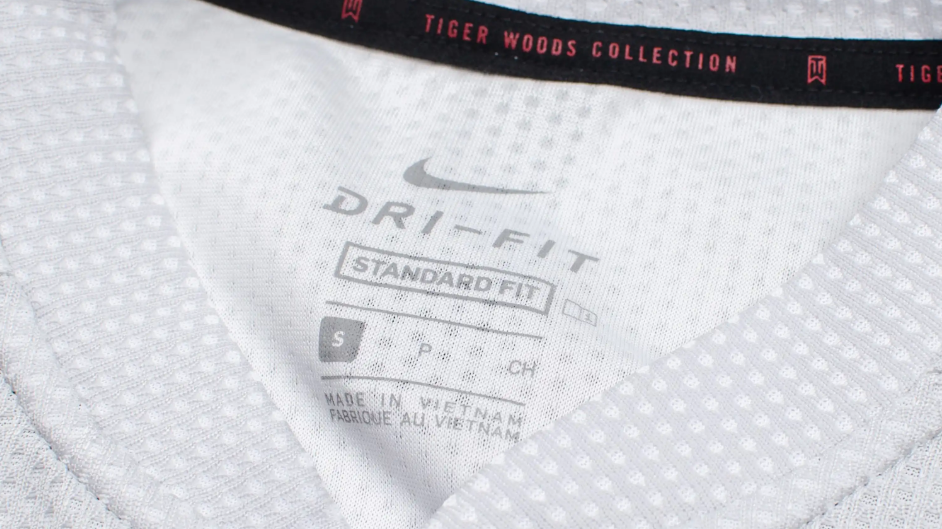 TIGER WOODS COLLECTION
TIGE
DRI-FIT
STANDARD FIT
S P CH
MADE IN VIETNAM
FABRIQUE AU VIETNAM